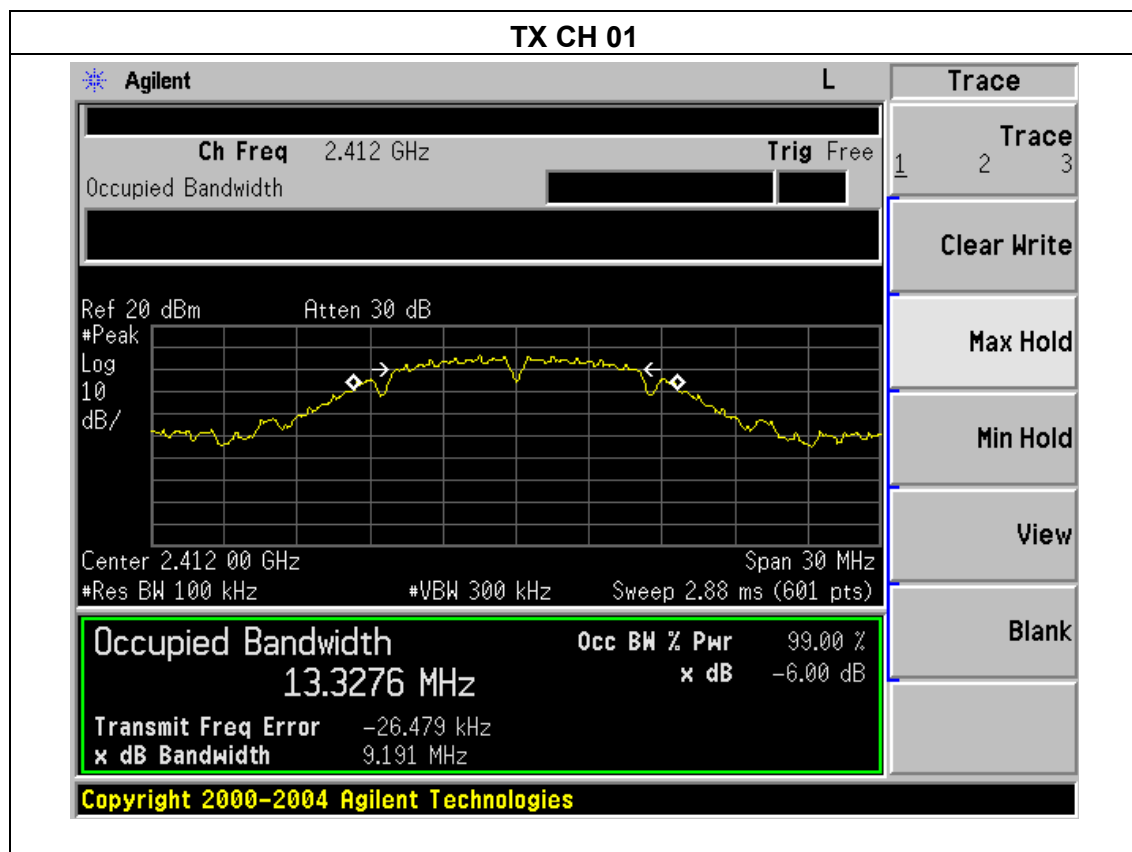 TX CH 01
Agilent L Trace
Ch Freq 2.412 GHz Trig Free
Occupied Bandwidth
Trace
1 2 3
Clear Write
Ref 20 dBm Atten 30 dB
#Peak
Log
10
dB/
Max Hold
Min Hold
View
Center 2.412 00 GHz Span 30 MHz
#Res BW 100 kHz #VBW 300 kHz Sweep 2.88 ms (601 pts)
Blank
Occupied Bandwidth Occ BW % Pwr 99.00 %
13.3276 MHz x dB -6.00 dB
Transmit Freq Error -26.479 kHz
x dB Bandwidth 9.191 MHz
Copyright 2000-2004 Agilent Technologies